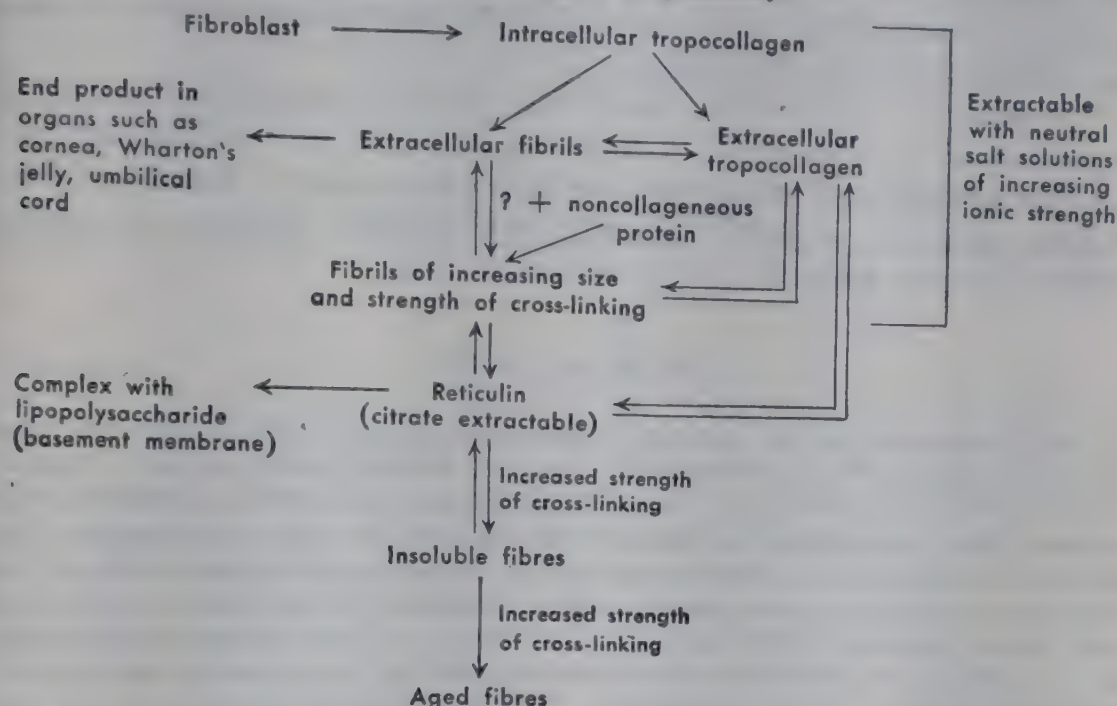 Fibroblast
Intracellular tropocollagen
End product in
organs such as
cornea, Wharton's
jelly, umbilical
cord
Extracellular fibrils
Extracellular
tropocollagen
Extractable
with neutral
salt solutions
of increasing
ionic strength
? + noncollageneous
protein
Fibrils of increasing size
and strength of cross-linking
Complex with
lipopolysaccharide
(basement membrane)
Reticulin
(citrate extractable)
Increased strength
of cross-linking
Insoluble fibres
Increased strength
of cross-linking
Aged fibres